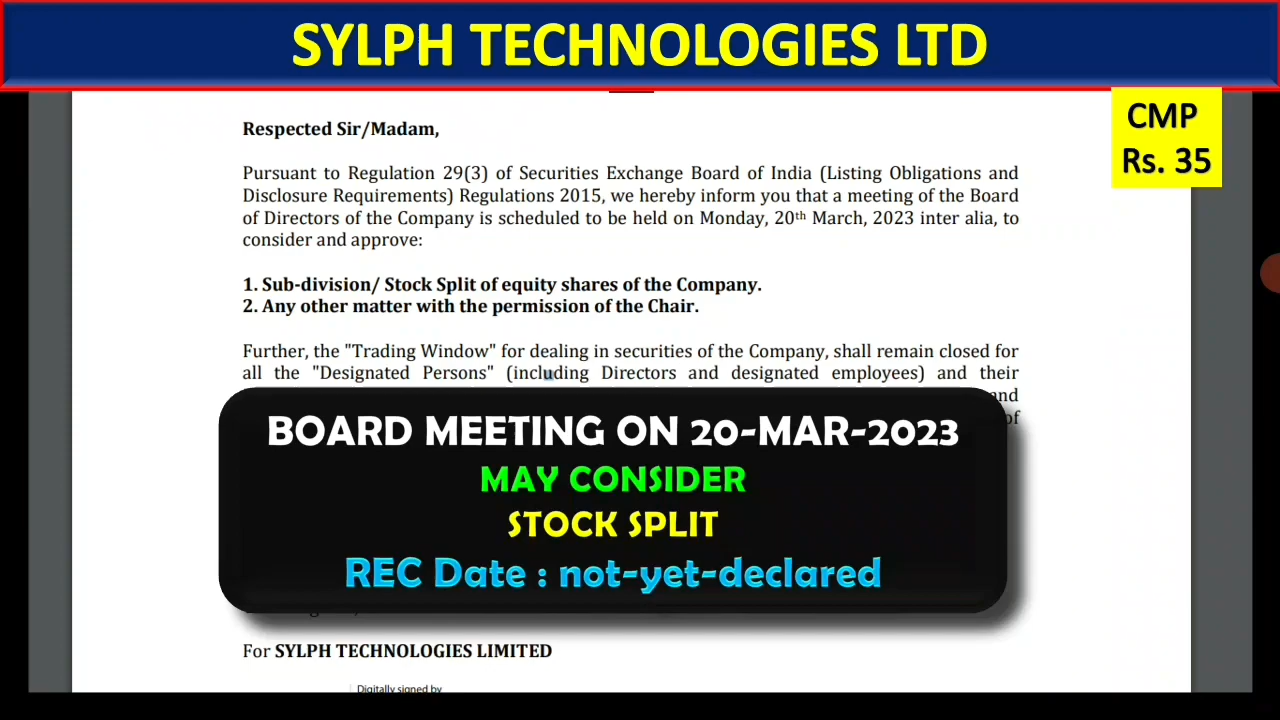 SYLPH TECHNOLOGIES LTD
CMP
Rs. 35
Respected Sir/Madam,
Pursuant to Regulation 29(3) of Securities Exchange Board of India (Listing Obligations and
Disclosure Requirements) Regulations 2015, we hereby inform you that a meeting of the Board
of Directors of the Company is scheduled to be held on Monday, 20th March, 2023 inter alia, to
consider and approve:
1. Sub-division/ Stock Split of equity shares of the Company.
2. Any other matter with the permission of the Chair.
Further, the "Trading Window" for dealing in securities of the Company, shall remain closed for
all the "Designated Persons" (including Directors and designated employees) and their
and
of
BOARD MEETING ON 20-MAR-2023
MAY CONSIDER
STOCK SPLIT
REC Date : not-yet-declared
For SYLPH TECHNOLOGIES LIMITED
Digitally signed by